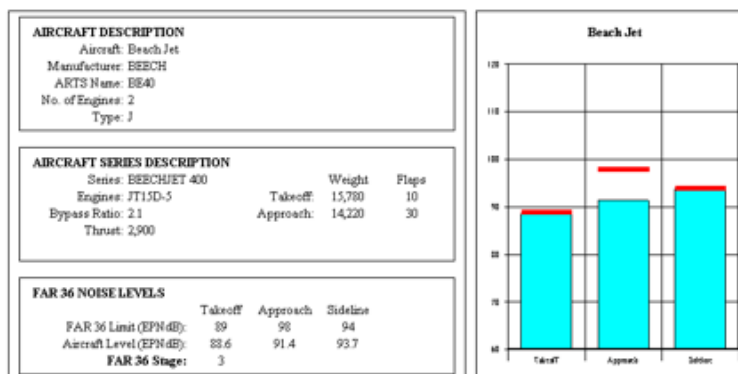 AIRCRAFT DESCRIPTION
Aircraft: Beach Jet
Manufacturer: BEECH
ARTS Name: BE40
No. of Engines: 2
Type: J
AIRCRAFT SERIES DESCRIPTION
Series: BEECHJET 400 Weight Flaps
Engines: JT15D-5 Takeoff: 15,780 10
Bypass Ratio: 2.1 Approach: 14,220 30
Thrust: 2,900
FAR 36 NOISE LEVELS
Takeoff Approach Sideline
FAR 36 Limit (EPNdB): 89 98 94
Aircraft Level (EPNdB): 88.6 91.4 93.7
FAR 36 Stage: 3
Beach Jet
120
110
100
90
80
70
60
Takeoff Approach Sideline